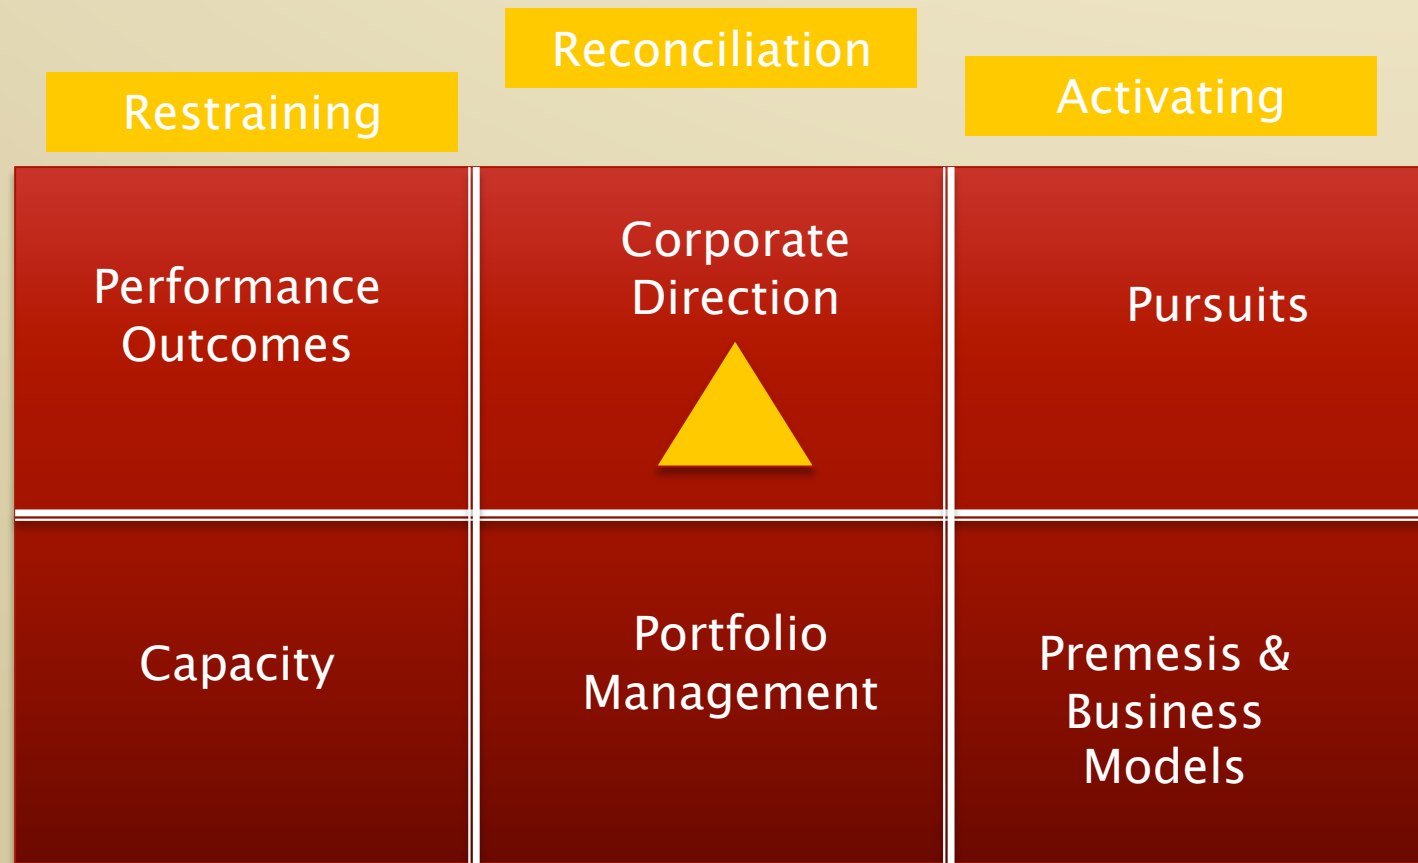 Reconciliation
Restraining
Activating
Performance
Outcomes
Corporate
Direction
Pursuits
Capacity
Portfolio
Management
Premesis &
Business
Models